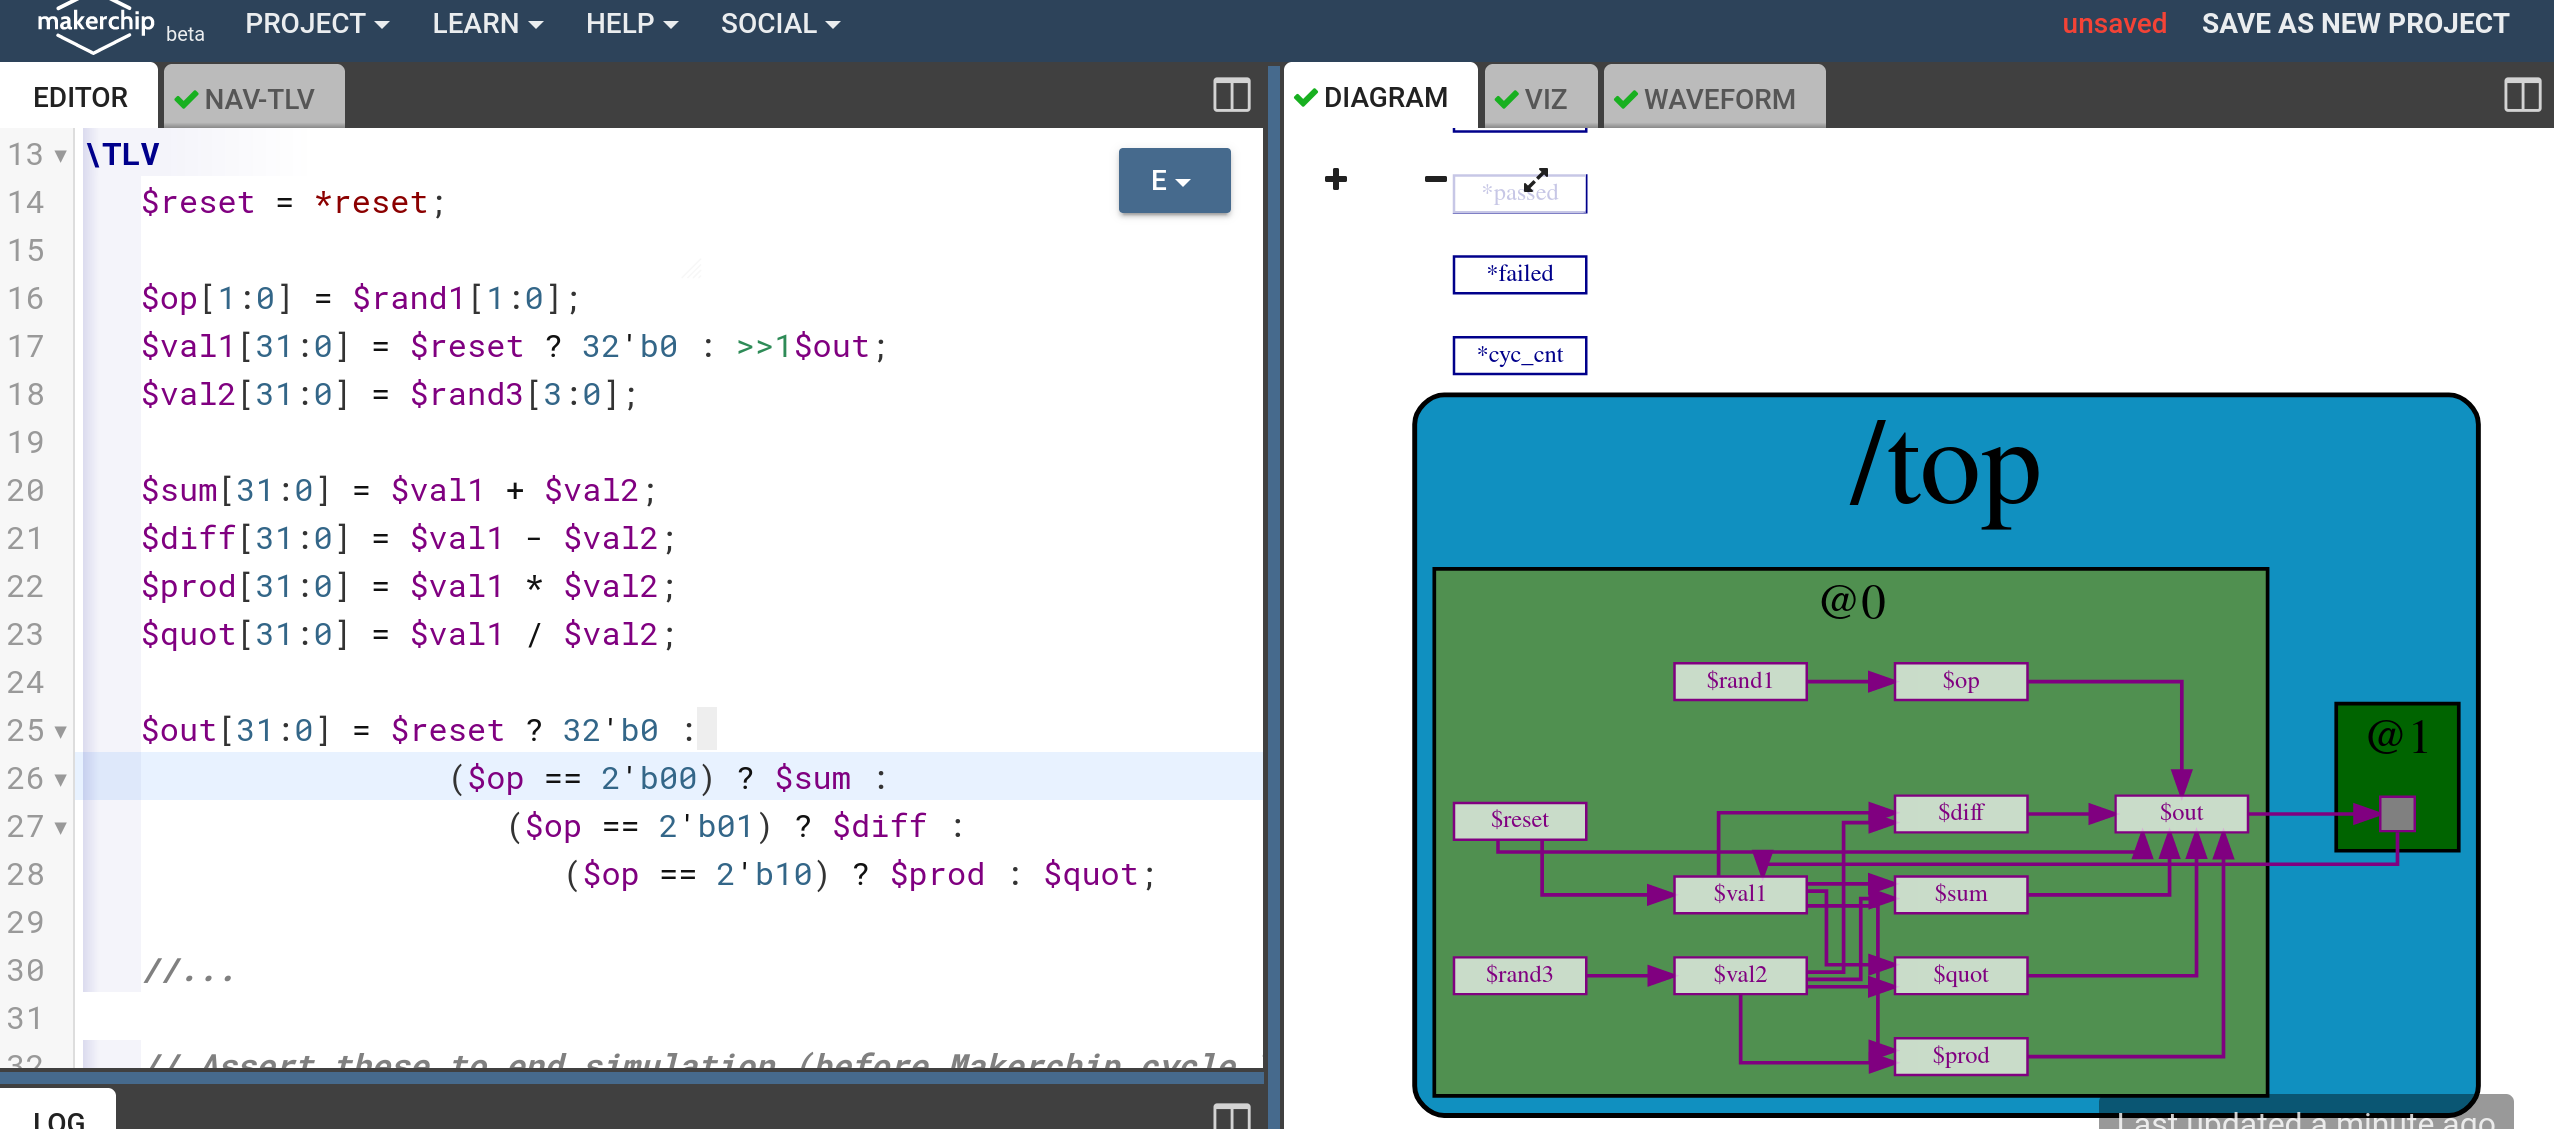 makerchip beta PROJECT LEARN HELP SOCIAL unsaved SAVE AS NEW PROJECT
EDITOR NAV-TLV
13 \TLV
14 $reset = *reset;
15
16 $op[1:0] = $rand1[1:0];
17 $val1[31:0] = $reset ? 32'b0 : >>1$out;
18 $val2[31:0] = $rand3[3:0];
19
20 $sum[31:0] = $val1 + $val2;
21 $diff[31:0] = $val1 - $val2;
22 $prod[31:0] = $val1 * $val2;
23 $quot[31:0] = $val1 / $val2;
24
25 $out[31:0] = $reset ? 32'b0 :
26 ($op == 2'b00) ? $sum :
27 ($op == 2'b01) ? $diff :
28 ($op == 2'b10) ? $prod : $quot;
29
30 //...
31
32 // Assert these to end simulation (before Makerchip cycle
E
LOG
DIAGRAM VIZ WAVEFORM
*passed
*failed
*cyc_cnt
/top
@0
$rand1 $op
@1
$reset $diff $out
$val1 $sum
$rand3 $val2 $quot
$prod
Last updated a minute ago